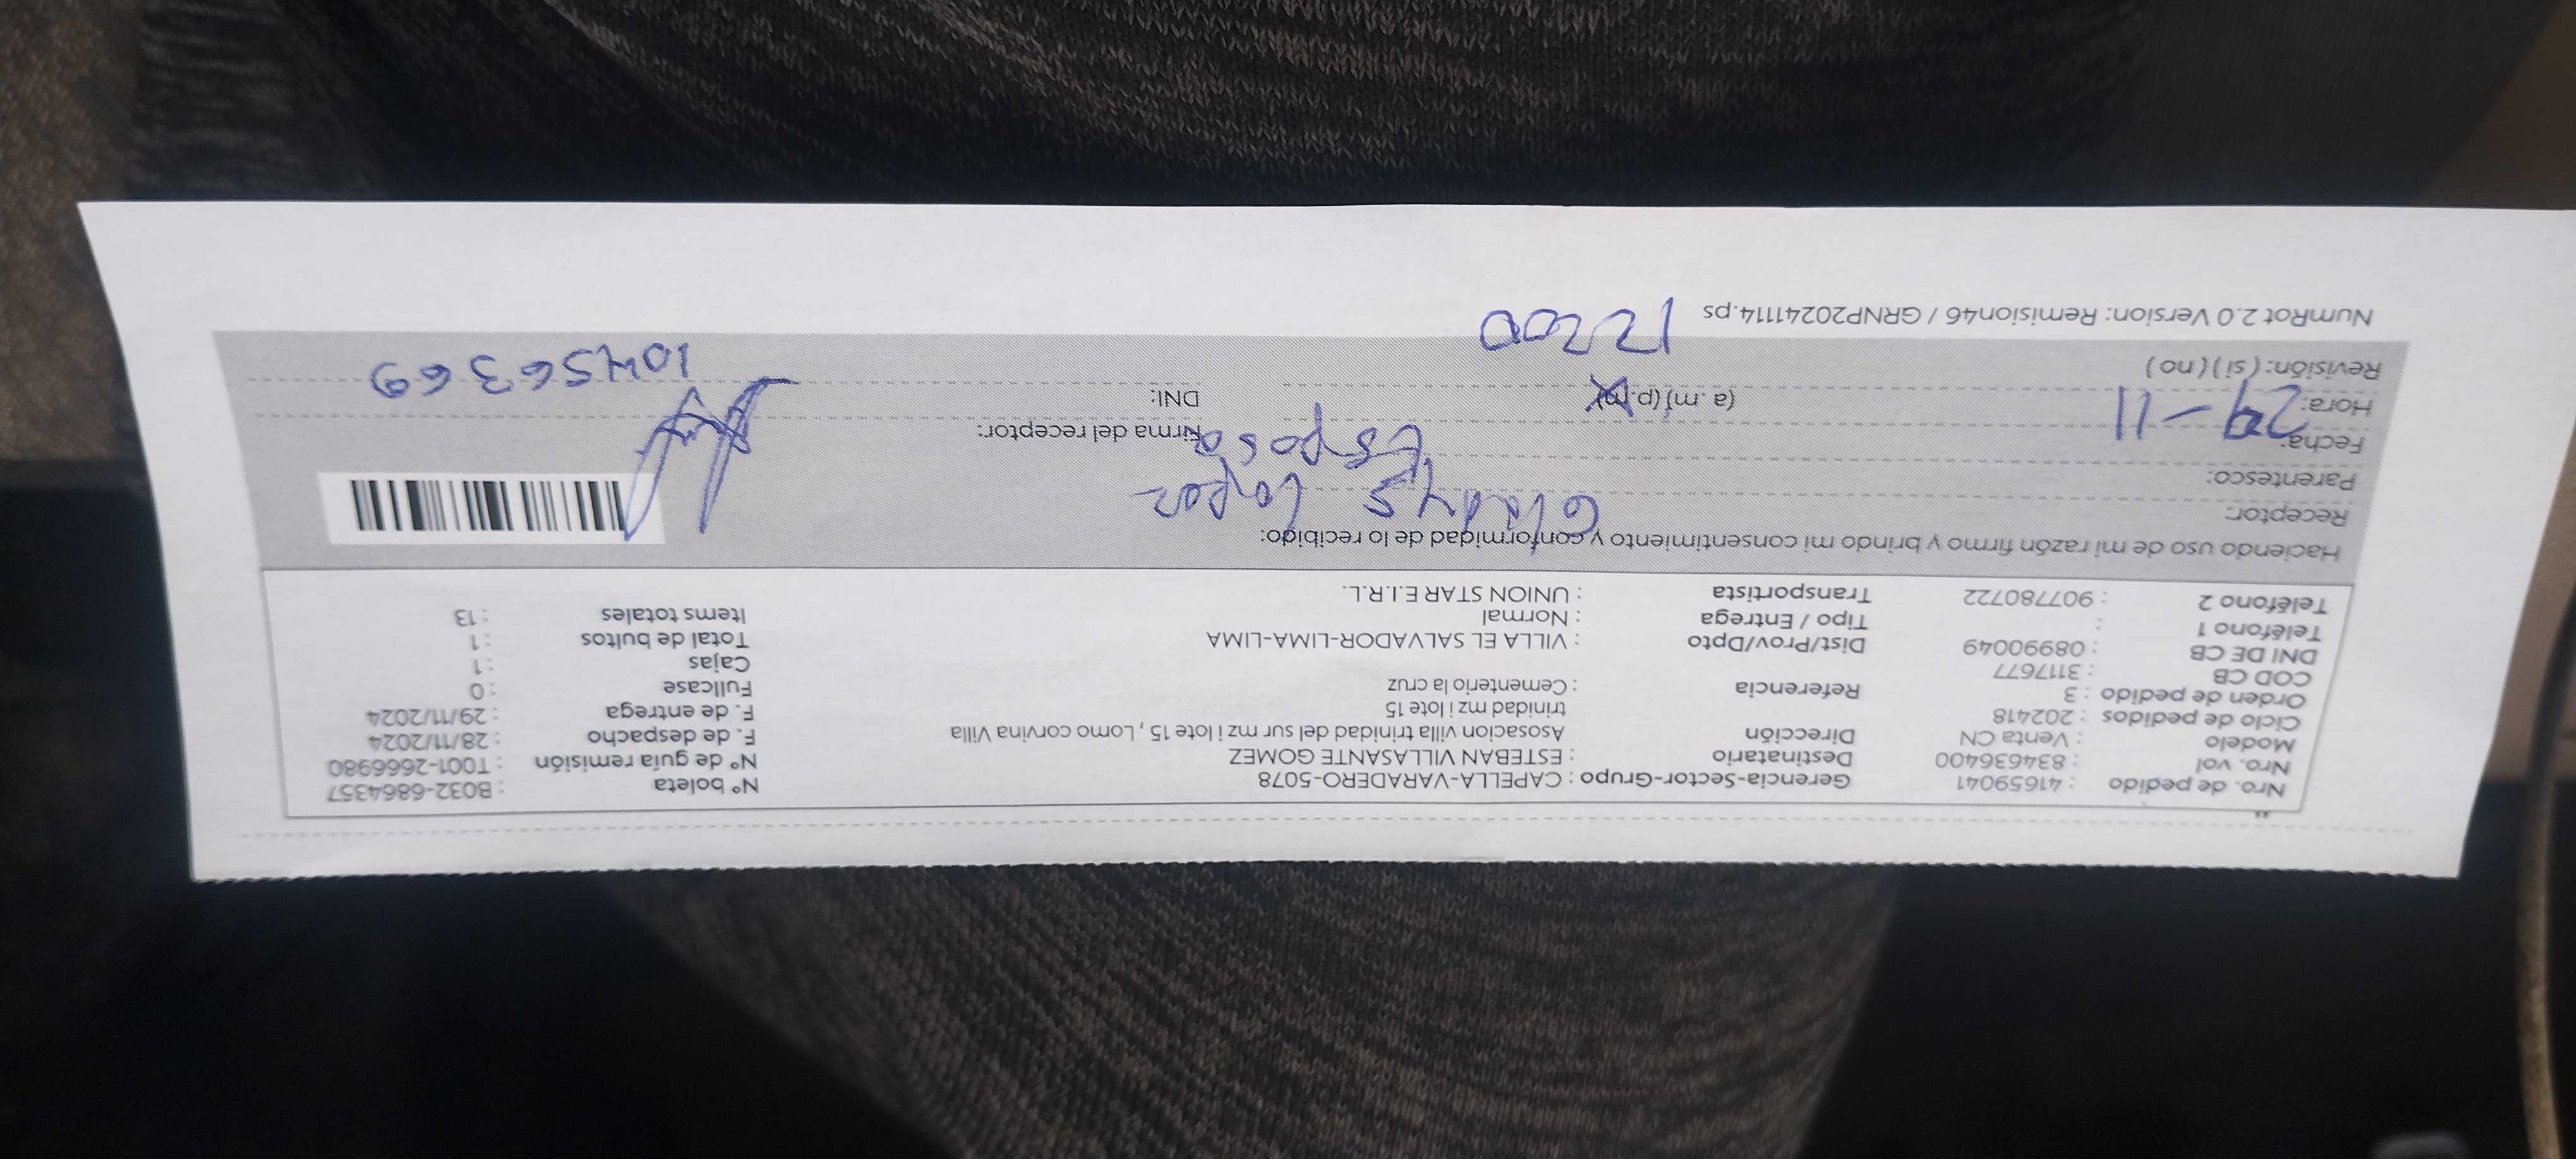 Nro. de pedido : 41659041 Gerencia-Sector-Grupo : CAPELLA-VARADERO-5078 N° boleta : B032-6864357
Nro. vol : 834636400 Destinatario : ESTEBAN VILLASANTE GOMEZ N° de guía remisión : T001-2666980
Modelo : Venta CN Dirección Asosacion villa trinidad del sur mz i lote 15 , Lomo corvina Villa F. de despacho : 28/11/2024
Ciclo de pedidos : 202418 trinidad mz i lote 15 F. de entrega : 29/11/2024
Orden de pedido : 3 Referencia : Cementerio la cruz Fullcase : 0
COD CB : 3117677 Cajas : 1
DNI DE CB : 08990049 Dist/Prov/Dpto : VILLA EL SALVADOR-LIMA-LIMA Total de bultos : 1
Teléfono 1 : Tipo / Entrega : Normal Items totales : 13
Teléfono 2 : 907780722 Transportista : UNION STAR E.I.R.L.
Haciendo uso de mi razón firmo y brindo mi consentimiento y conformidad de lo recibido:
Receptor: Gladys Lopez
Parentesco: Esposa
Fecha: 29-11 Firma del receptor:
Hora: (a.m) (p.m) DNI: 10456369
Revisión: ( si ) ( no ) 12200
NumRot 2.0 Version: Remision46 / GRNP20241114.ps